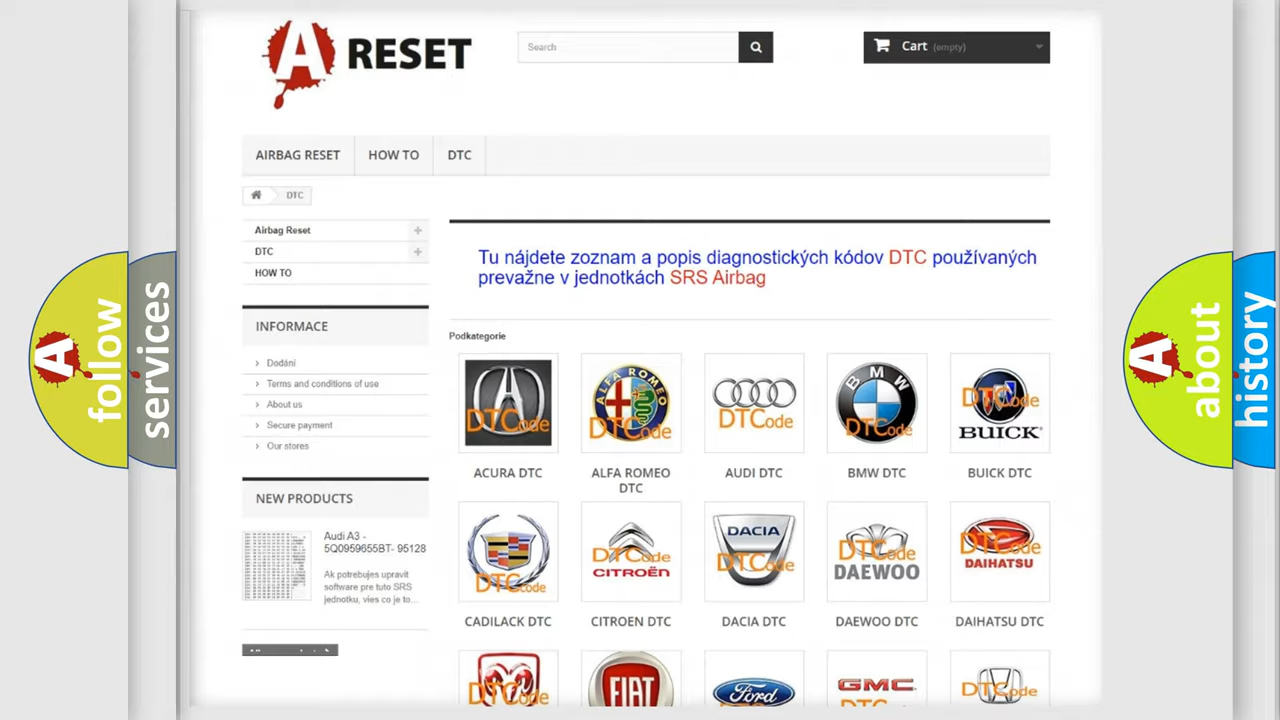 A RESET
Search
Cart (empty)
AIRBAG RESET
HOW TO
DTC
DTC
Airbag Reset
DTC
HOW TO
INFORMACE
Dodání
Terms and conditions of use
About us
Secure payment
Our stores
NEW PRODUCTS
Audi A3 -
5Q0959655BT- 95128
Ak potrebujes upravit
software pre tuto SRS
jednotku, vies co je to...
Tu nájdete zoznam a popis diagnostických kódov DTC používaných
prevažne v jednotkách SRS Airbag
Podkategorie
DTCode
ALFA ROMEO
DTCode
DTCode
BMW
DTCode
DTCode
BUICK
ACURA DTC
ALFA ROMEO
DTC
AUDI DTC
BMW DTC
BUICK DTC
DTCode
DTCode
CITROËN
DACIA
DTCode
DTCode
DAEWOO
DTCode
DAIHATSU
CADILACK DTC
CITROEN DTC
DACIA DTC
DAEWOO DTC
DAIHATSU DTC
DTCode
FIAT
Ford
GMC
DTCode
A follow
services
A about
history